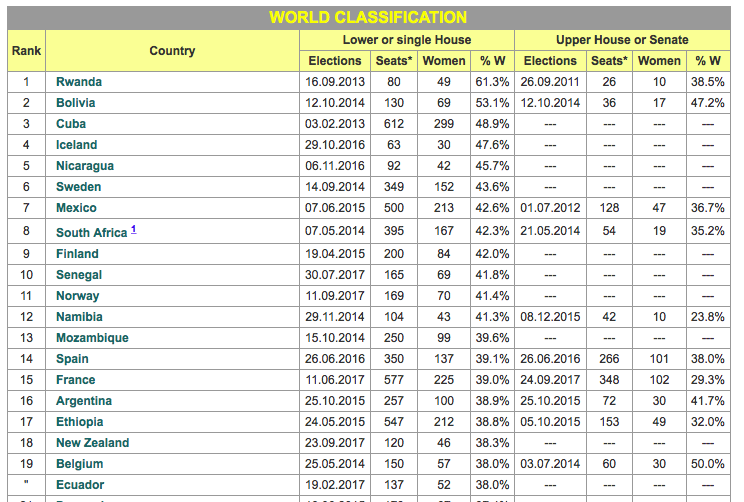 WORLD CLASSIFICATION
Rank Country Lower or single House Upper House or Senate
Elections Seats* Women % W Elections Seats* Women % W
1 Rwanda 16.09.2013 80 49 61.3% 26.09.2011 26 10 38.5%
2 Bolivia 12.10.2014 130 69 53.1% 12.10.2014 36 17 47.2%
3 Cuba 03.02.2013 612 299 48.9% --- --- --- ---
4 Iceland 29.10.2016 63 30 47.6% --- --- --- ---
5 Nicaragua 06.11.2016 92 42 45.7% --- --- --- ---
6 Sweden 14.09.2014 349 152 43.6% --- --- --- ---
7 Mexico 07.06.2015 500 213 42.6% 01.07.2012 128 47 36.7%
8 South Africa 1 07.05.2014 395 167 42.3% 21.05.2014 54 19 35.2%
9 Finland 19.04.2015 200 84 42.0% --- --- --- ---
10 Senegal 30.07.2017 165 69 41.8% --- --- --- ---
11 Norway 11.09.2017 169 70 41.4% --- --- --- ---
12 Namibia 29.11.2014 104 43 41.3% 08.12.2015 42 10 23.8%
13 Mozambique 15.10.2014 250 99 39.6% --- --- --- ---
14 Spain 26.06.2016 350 137 39.1% 26.06.2016 266 101 38.0%
15 France 11.06.2017 577 225 39.0% 24.09.2017 348 102 29.3%
16 Argentina 25.10.2015 257 100 38.9% 25.10.2015 72 30 41.7%
17 Ethiopia 24.05.2015 547 212 38.8% 05.10.2015 153 49 32.0%
18 New Zealand 23.09.2017 120 46 38.3% --- --- --- ---
19 Belgium 25.05.2014 150 57 38.0% 03.07.2014 60 30 50.0%
" Ecuador 19.02.2017 137 52 38.0% --- --- --- ---